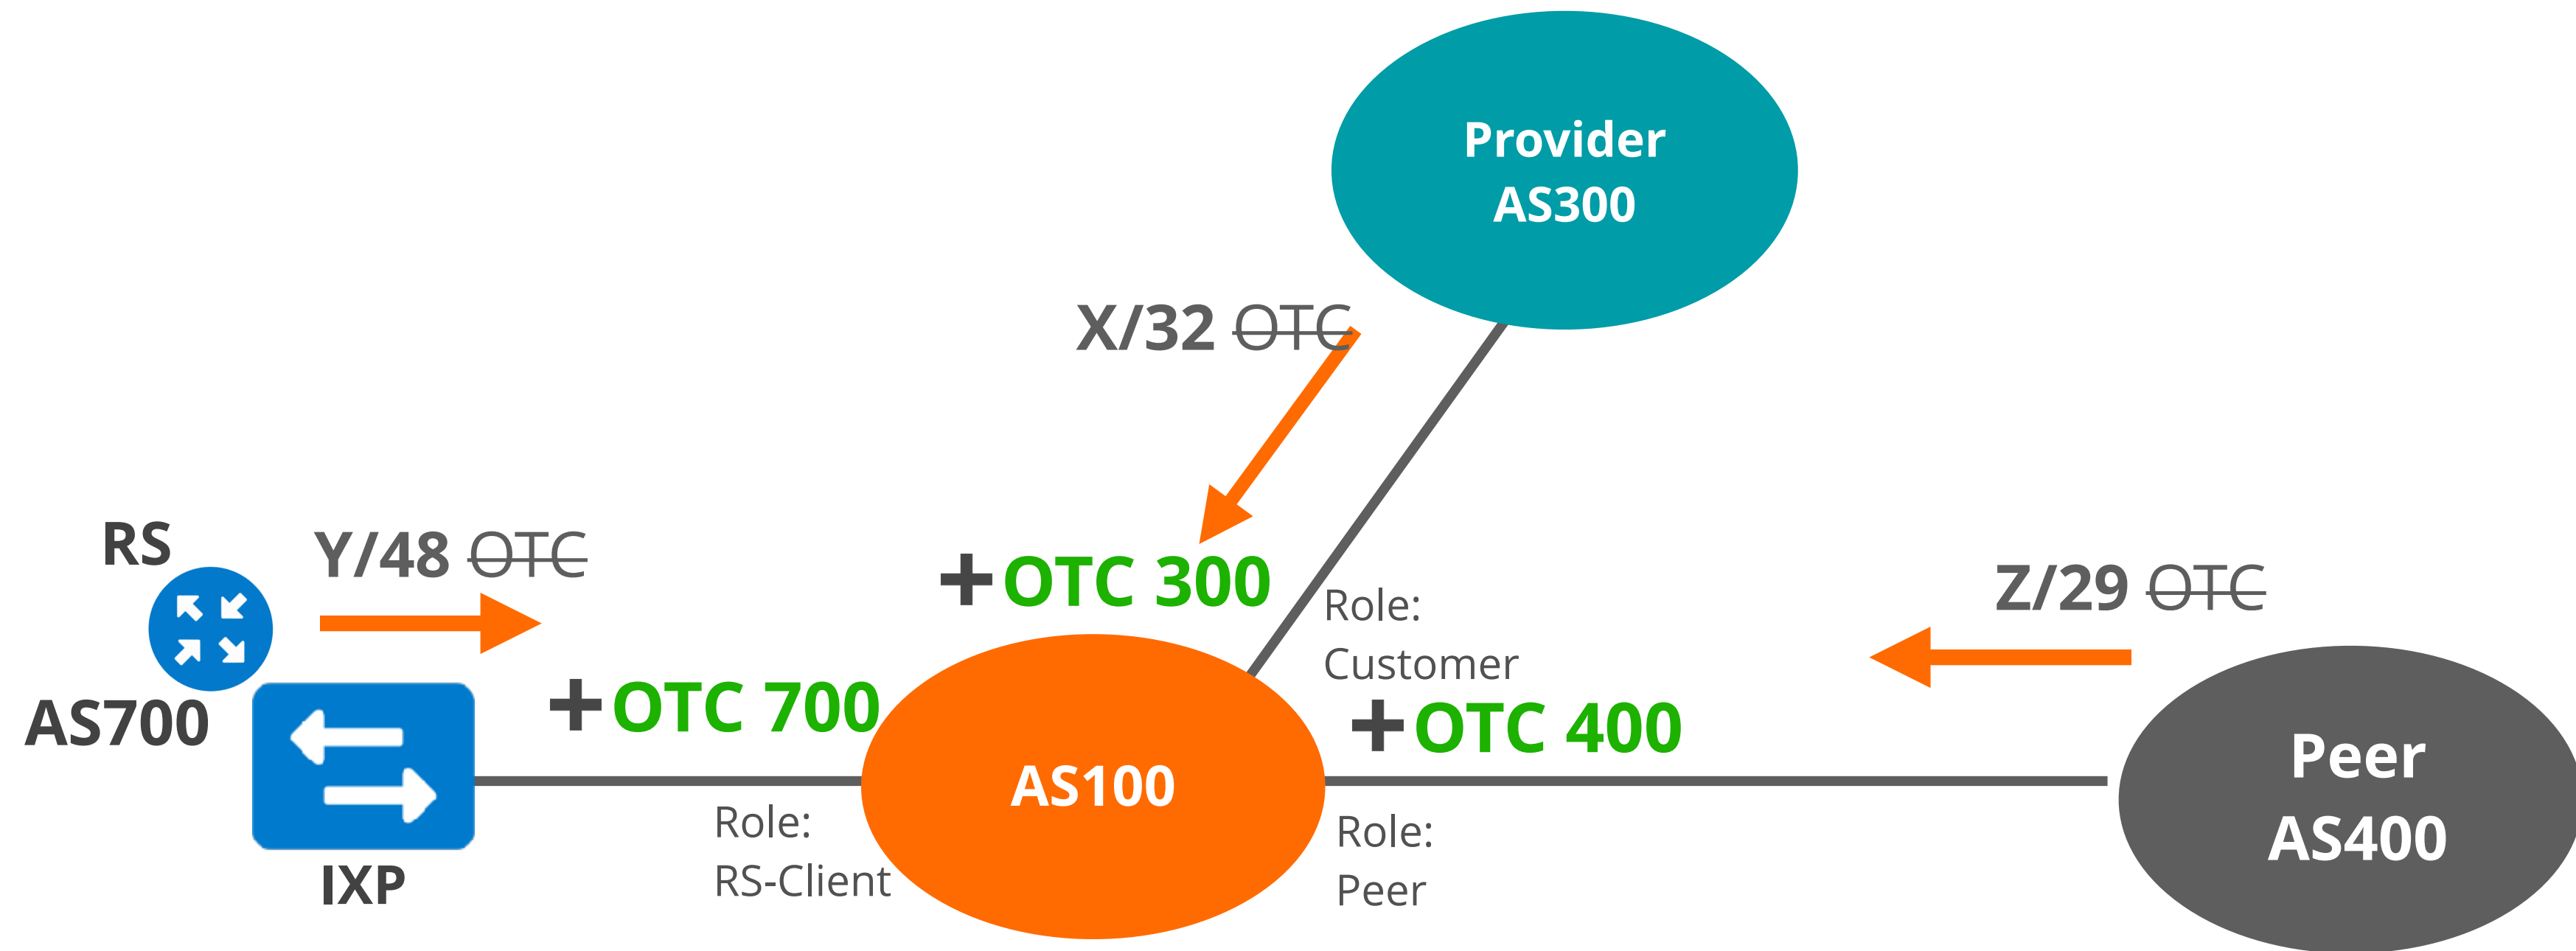 Provider
AS300
X/32 OTC
RS
Y/48 OTC
+ OTC 300
Role:
Customer
Z/29 OTC
AS700
+ OTC 700
+ OTC 400
AS100
Peer
AS400
Role:
RS-Client
Role:
Peer
IXP